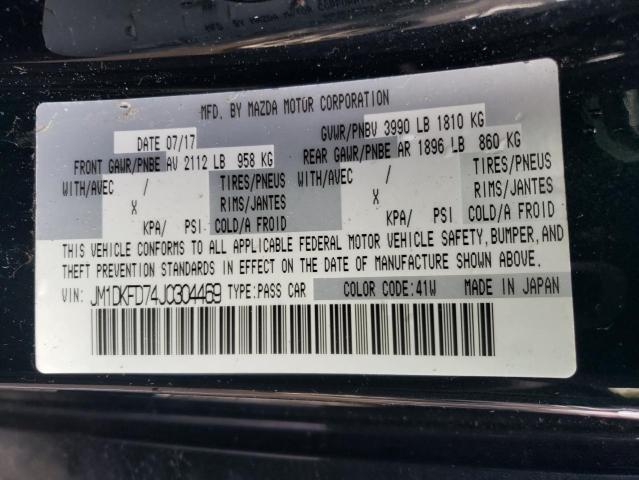 MFD. BY MAZDA MOTOR CORPORATION
DATE 07/17 GVWR/PNBV 3990 LB 1810 KG
FRONT GAWR/PNBE AV 2112 LB 958 KG REAR GAWR/PNBE AR 1896 LB 860 KG
WITH/AVEC / TIRES/PNEUS WITH/AVEC / TIRES/PNEUS
X RIMS/JANTES X RIMS/JANTES
KPA/ PSI COLD/A FROID KPA/ PSI COLD/A FROID
THIS VEHICLE CONFORMS TO ALL APPLICABLE FEDERAL MOTOR VEHICLE SAFETY, BUMPER, AND
THEFT PREVENTION STANDARDS IN EFFECT ON THE DATE OF MANUFACTURE SHOWN ABOVE.
VIN: JM1DKFD74J0304469 TYPE: PASS CAR COLOR CODE: 41W MADE IN JAPAN